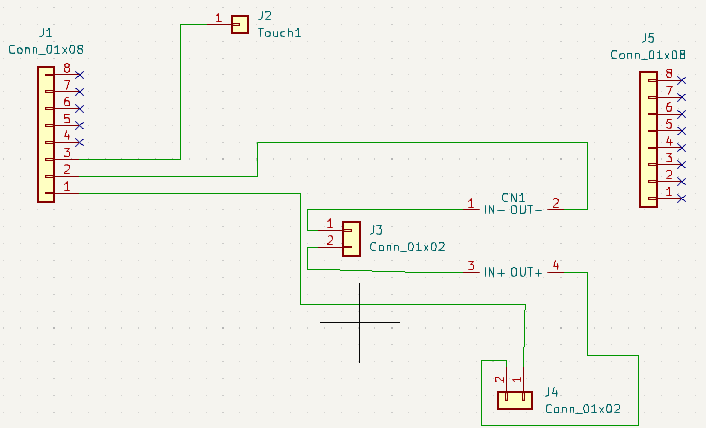 J1
Conn_01x08
8
7
6
5
4
3
2
1
1
J2
Touch1
J5
Conn_01x08
8
7
6
5
4
3
2
1
CN1
1 IN- OUT- 2
3 IN+ OUT+ 4
1
2
J3
Conn_01x02
2
1
J4
Conn_01x02